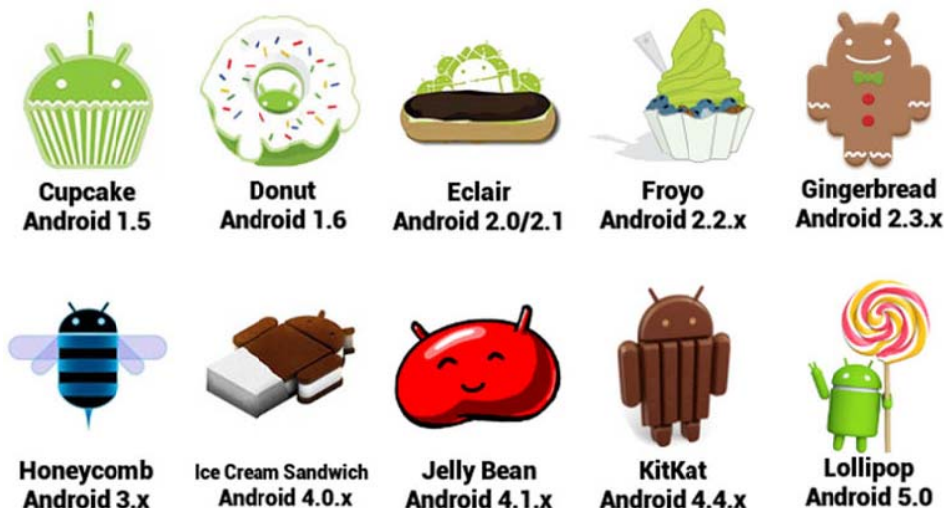 Cupcake
Android 1.5
Donut
Android 1.6
Eclair
Android 2.0/2.1
Froyo
Android 2.2.x
Gingerbread
Android 2.3.x
Honeycomb
Android 3.x
Ice Cream Sandwich
Android 4.0.x
Jelly Bean
Android 4.1.x
KitKat
Android 4.4.x
Lollipop
Android 5.0